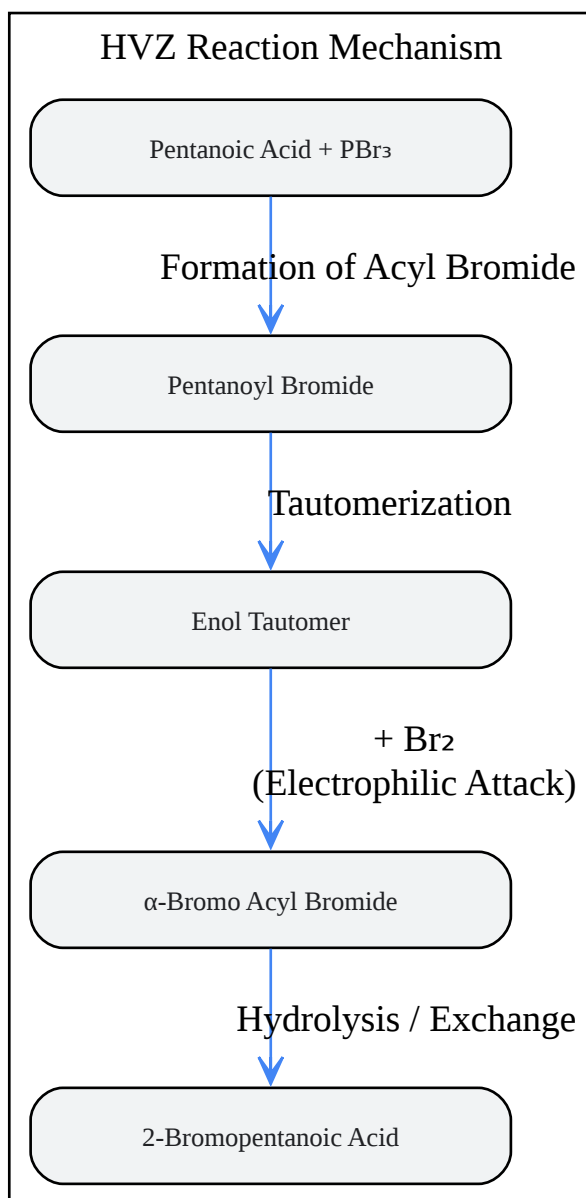 HVZ Reaction Mechanism
Pentanoic Acid + PBr₃
Formation of Acyl Bromide
Pentanoyl Bromide
Tautomerization
Enol Tautomer
+ Br₂
(Electrophilic Attack)
α-Bromo Acyl Bromide
Hydrolysis / Exchange
2-Bromopentanoic Acid